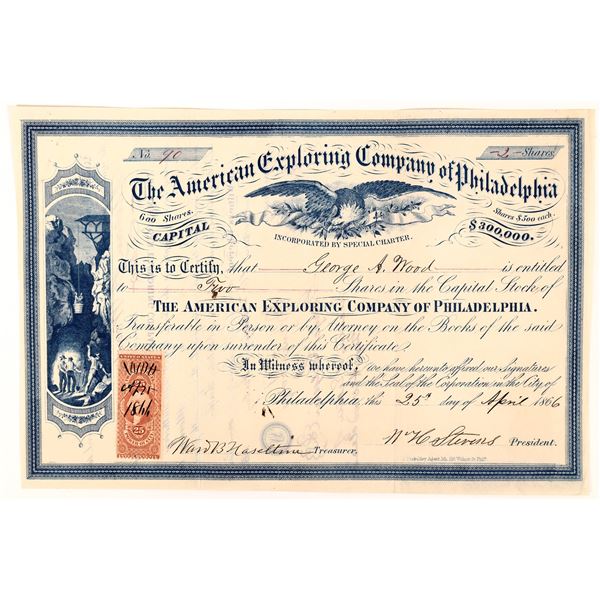 No. 90
-2- Shares
The American Exploring Company of Philadelphia
600 Shares.
Shares $500 each.
CAPITAL
$300,000.
INCORPORATED BY SPECIAL CHARTER.
This is to Certify, that George A. Wood is entitled
to Two Shares in the Capital Stock of
THE AMERICAN EXPLORING COMPANY OF PHILADELPHIA.
Transferable in Person or by Attorney on the Books of the said
Company upon surrender of this Certificate.
In Witness whereof, we have hereunto affixed our Signatures
and the Seal of the Corporation in the City of
Philadelphia, this 25th day of April 1866
Ward B Haseltine Treasurer.
W H Stevens President.
1866
25